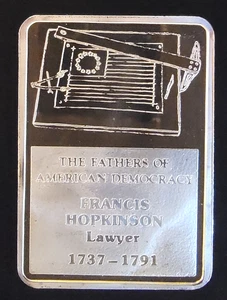 THE FATHERS OF
AMERICAN DEMOCRACY
FRANCIS
HOPKINSON
Lawyer
1737-1791